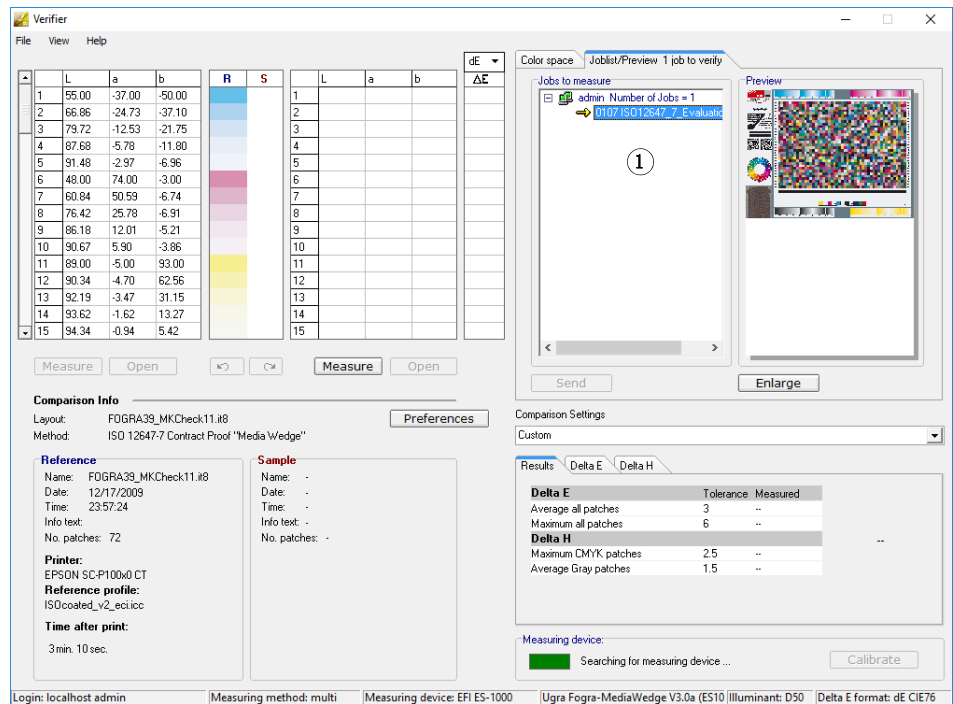 Verifier
File View Help
dE
L a b R S L a b ΔE
1 55.00 -37.00 -50.00 1
2 66.86 -24.73 -37.10 2
3 79.72 -12.53 -21.75 3
4 87.68 -5.78 -11.80 4
5 91.48 -2.97 -6.96 5
6 48.00 74.00 -3.00 6
7 60.84 50.59 -6.74 7
8 76.42 25.78 -6.91 8
9 86.18 12.01 -5.21 9
10 90.67 5.90 -3.86 10
11 89.00 -5.00 93.00 11
12 90.34 -4.70 62.56 12
13 92.19 -3.47 31.15 13
14 93.62 -1.62 13.27 14
15 94.34 -0.94 5.42 15
Measure Open Measure Open
Comparison Info
Layout: FOGRA39_MKCheck11.it8
Method: ISO 12647-7 Contract Proof "Media Wedge"
Preferences
Reference
Name: FOGRA39_MKCheck11.it8
Date: 12/17/2009
Time: 23:57:24
Info text:
No. patches: 72
Printer:
EPSON SC-P100x0 CT
Reference profile:
ISOcoated_v2_eci.icc
Time after print:
3 min. 10 sec.
Sample
Name: -
Date: -
Time: -
Info text: -
No. patches: -
Color space Joblist/Preview 1 job to verify
Jobs to measure
admin Number of Jobs = 1
0107 ISO12647_7_Evaluatio
1
Preview
Send Enlarge
Comparison Settings
Custom
Results Delta E Delta H
Delta E Tolerance Measured
Average all patches 3 --
Maximum all patches 6 --
Delta H --
Maximum CMYK patches 2.5 --
Average Gray patches 1.5 --
Measuring device:
Searching for measuring device ...
Calibrate
Login: localhost admin Measuring method: multi Measuring device: EFI ES-1000 Ugra Fogra-MediaWedge V3.0a (ES10 Illuminant: D50 Delta E format: dE CIE76